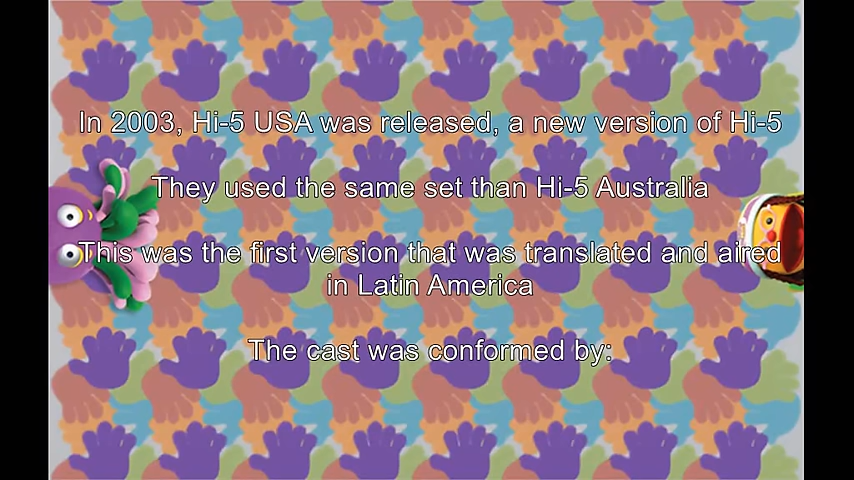 In 2003, Hi-5 USA was released, a new version of Hi-5
They used the same set than Hi-5 Australia
This was the first version that was translated and aired
in Latin America
The cast was conformed by: